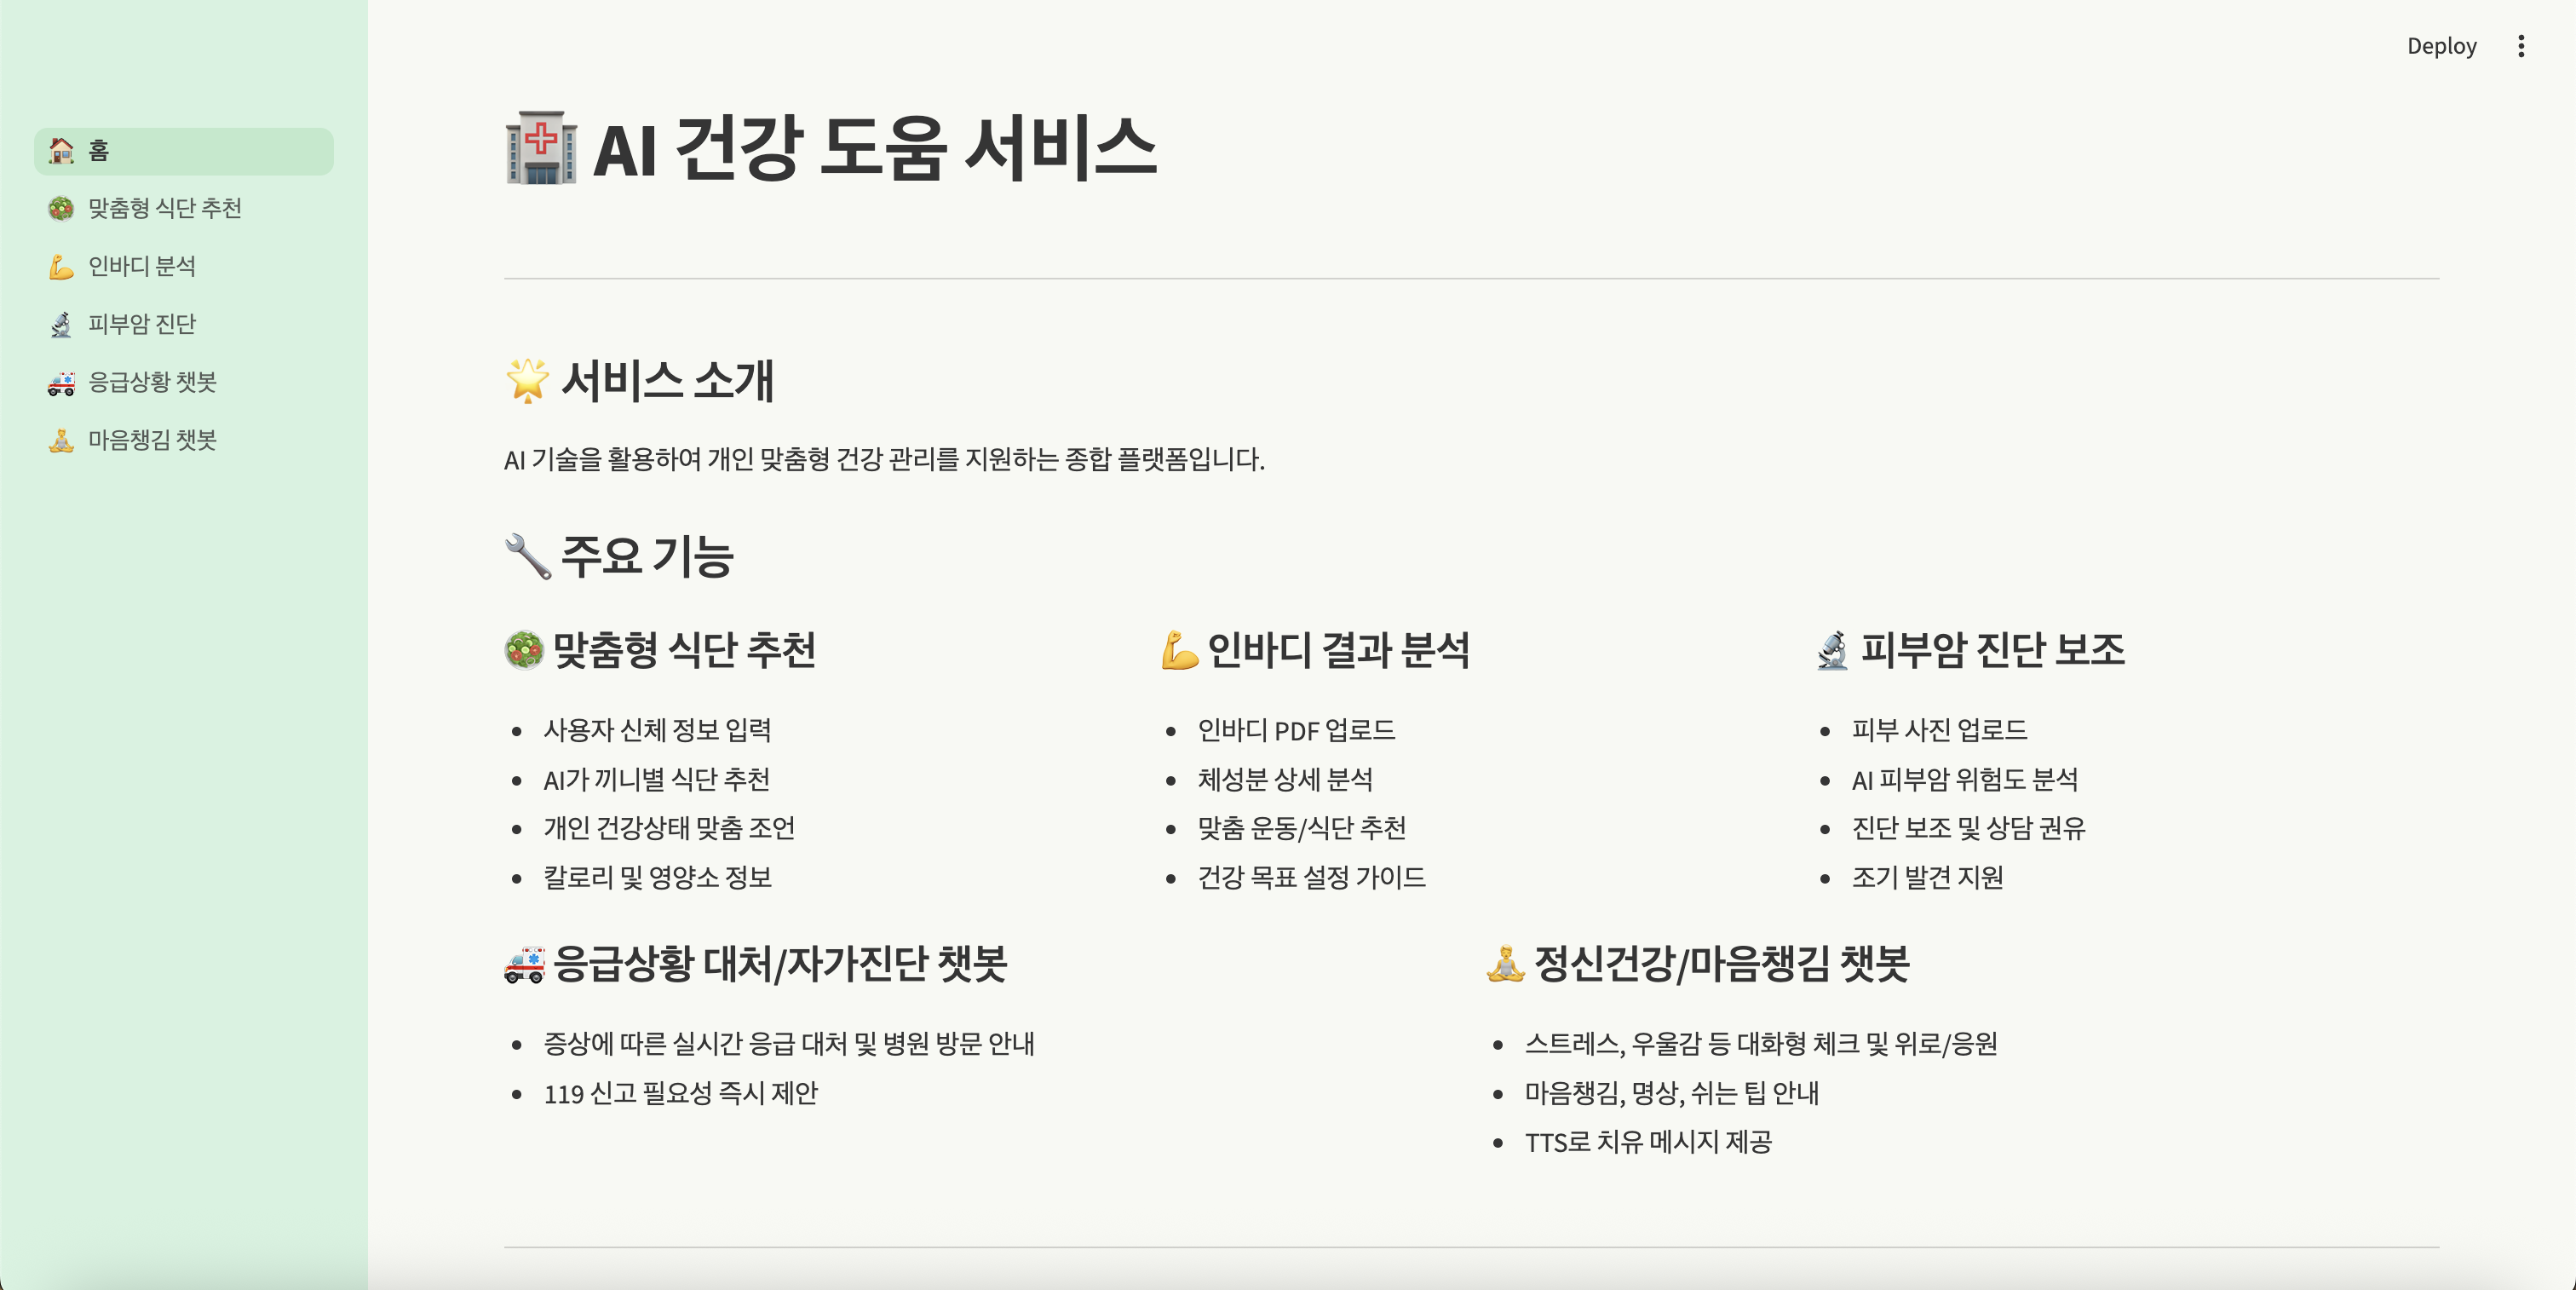 Deploy
홈
맞춤형 식단 추천
인바디 분석
피부암 진단
응급상황 챗봇
마음챙김 챗봇
AI 건강 도움 서비스
서비스 소개
AI 기술을 활용하여 개인 맞춤형 건강 관리를 지원하는 종합 플랫폼입니다.
주요 기능
맞춤형 식단 추천
사용자 신체 정보 입력
AI가 끼니별 식단 추천
개인 건강상태 맞춤 조언
칼로리 및 영양소 정보
인바디 결과 분석
인바디 PDF 업로드
체성분 상세 분석
맞춤 운동/식단 추천
건강 목표 설정 가이드
피부암 진단 보조
피부 사진 업로드
AI 피부암 위험도 분석
진단 보조 및 상담 권유
조기 발견 지원
응급상황 대처/자가진단 챗봇
증상에 따른 실시간 응급 대처 및 병원 방문 안내
119 신고 필요성 즉시 제안
정신건강/마음챙김 챗봇
스트레스, 우울감 등 대화형 체크 및 위로/응원
마음챙김, 명상, 쉬는 팁 안내
TTS로 치유 메시지 제공